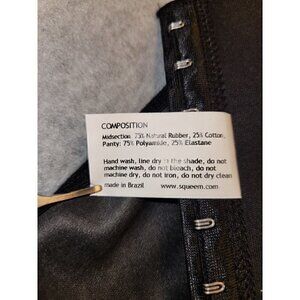 COMPOSITION
Midsection: 75% Natural Rubber, 25% Cotton,
Panty: 75% Polyamide, 25% Elastane
Hand wash, line dry in the shade, do not
machine wash, do not bleach, do not
machine dry, do not iron, do not dry clean
made in Brazil www.squeem.com